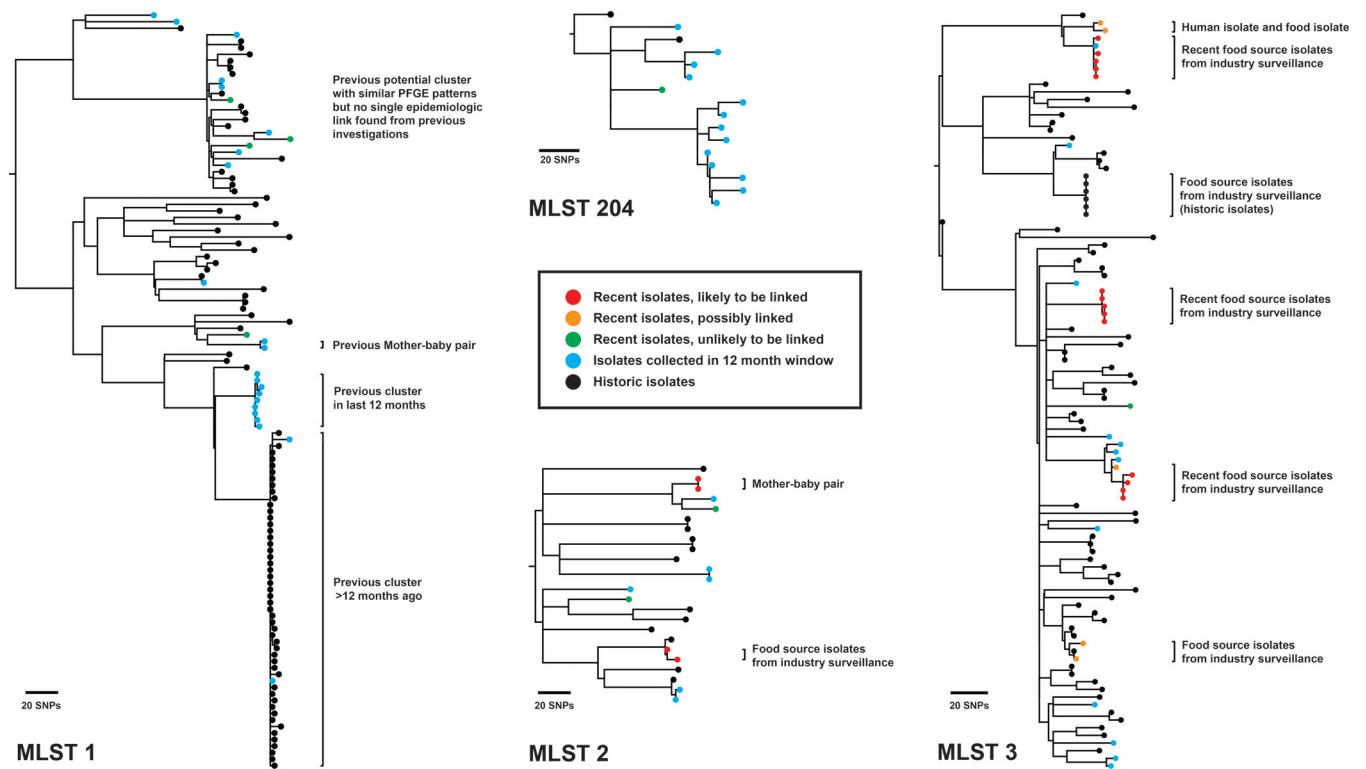 Previous potential cluster
with similar PFGE patterns
but no single epidemiologic
link found from previous
investigations
Previous Mother-baby pair
Previous cluster
in last 12 months
Previous cluster
>12 months ago
20 SNPs
MLST 1
20 SNPs
MLST 204
Recent isolates, likely to be linked
Recent isolates, possibly linked
Recent isolates, unlikely to be linked
Isolates collected in 12 month window
Historic isolates
Mother-baby pair
Food source isolates
from industry surveillance
20 SNPs
MLST 2
Human isolate and food isolate
Recent food source isolates
from industry surveillance
Food source isolates
from industry surveillance
(historic isolates)
Recent food source isolates
from industry surveillance
Recent food source isolates
from industry surveillance
Food source isolates
from industry surveillance
20 SNPs
MLST 3